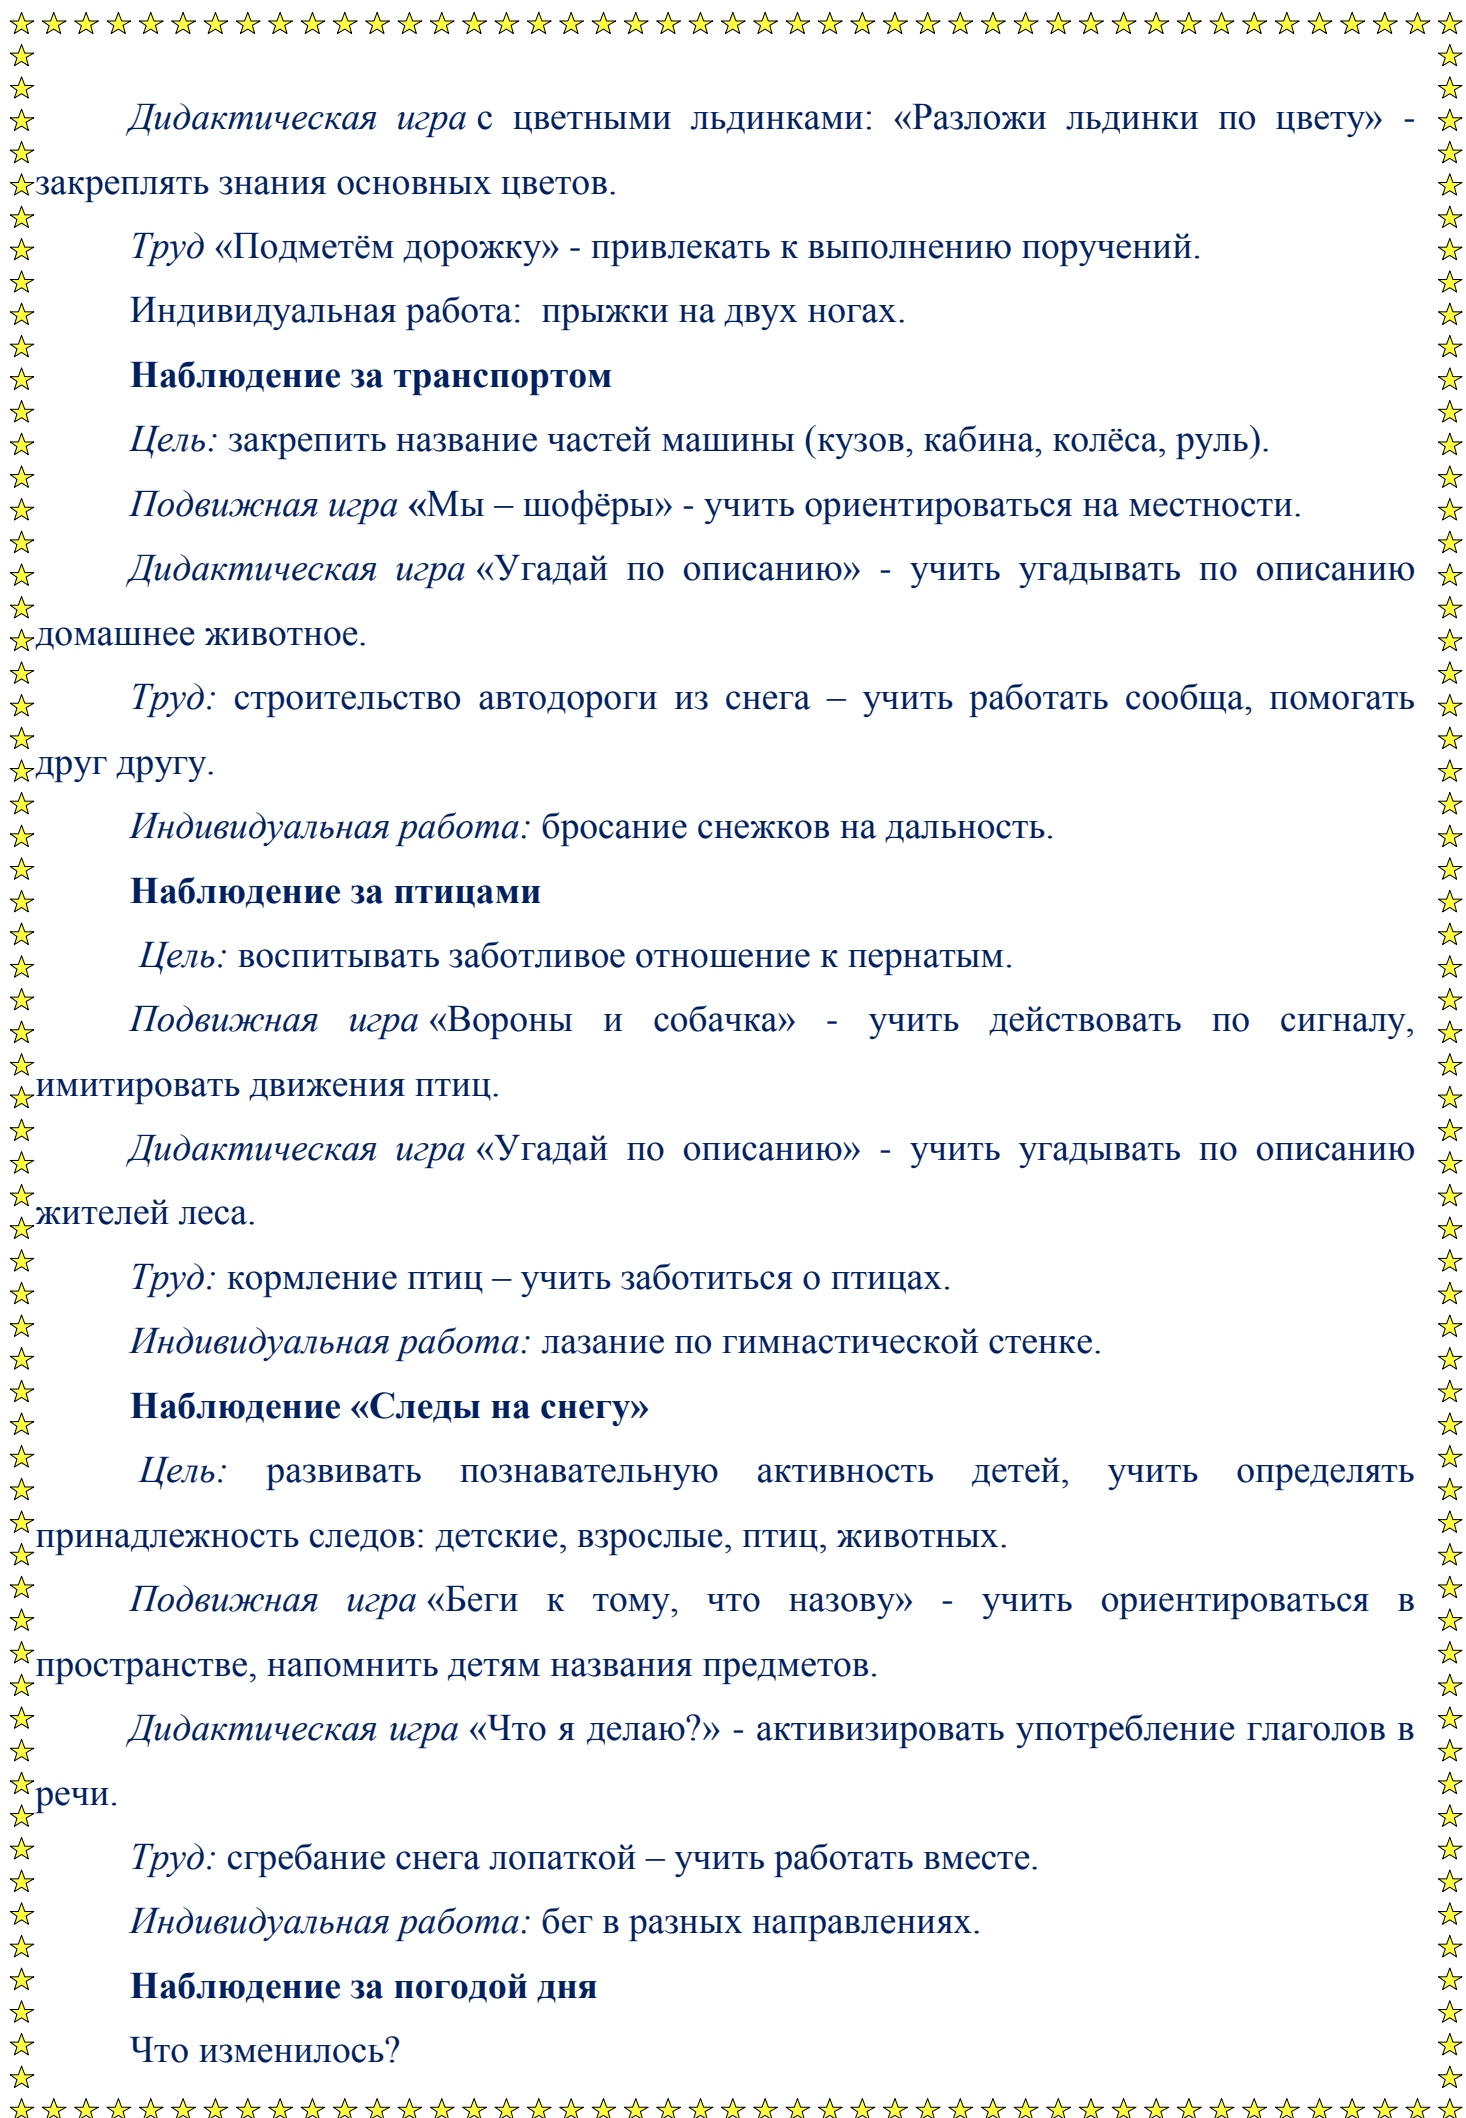 Дидактическая игра с цветными льдинками: «Разложи льдинки по цвету» -
закреплять знания основных цветов.
Труд «Подметём дорожку» - привлекать к выполнению поручений.
Индивидуальная работа:  прыжки на двух ногах.
Наблюдение за транспортом
Цель: закрепить название частей машины (кузов, кабина, колёса, руль).
Подвижная игра «Мы – шофёры» - учить ориентироваться на местности.
Дидактическая игра «Угадай по описанию» - учить угадывать по описанию
домашнее животное.
Труд: строительство автодороги из снега – учить работать сообща, помогать
друг другу.
Индивидуальная работа: бросание снежков на дальность.
Наблюдение за птицами
Цель: воспитывать заботливое отношение к пернатым.
Подвижная игра «Вороны и собачка» - учить действовать по сигналу,
имитировать движения птиц.
Дидактическая игра «Угадай по описанию» - учить угадывать по описанию
жителей леса.
Труд: кормление птиц – учить заботиться о птицах.
Индивидуальная работа: лазание по гимнастической стенке.
Наблюдение «Следы на снегу»
Цель: развивать познавательную активность детей, учить определять
принадлежность следов: детские, взрослые, птиц, животных.
Подвижная игра «Беги к тому, что назову» - учить ориентироваться в
пространстве, напомнить детям названия предметов.
Дидактическая игра «Что я делаю?» - активизировать употребление глаголов в
речи.
Труд: сгребание снега лопаткой – учить работать вместе.
Индивидуальная работа: бег в разных направлениях.
Наблюдение за погодой дня
Что изменилось?